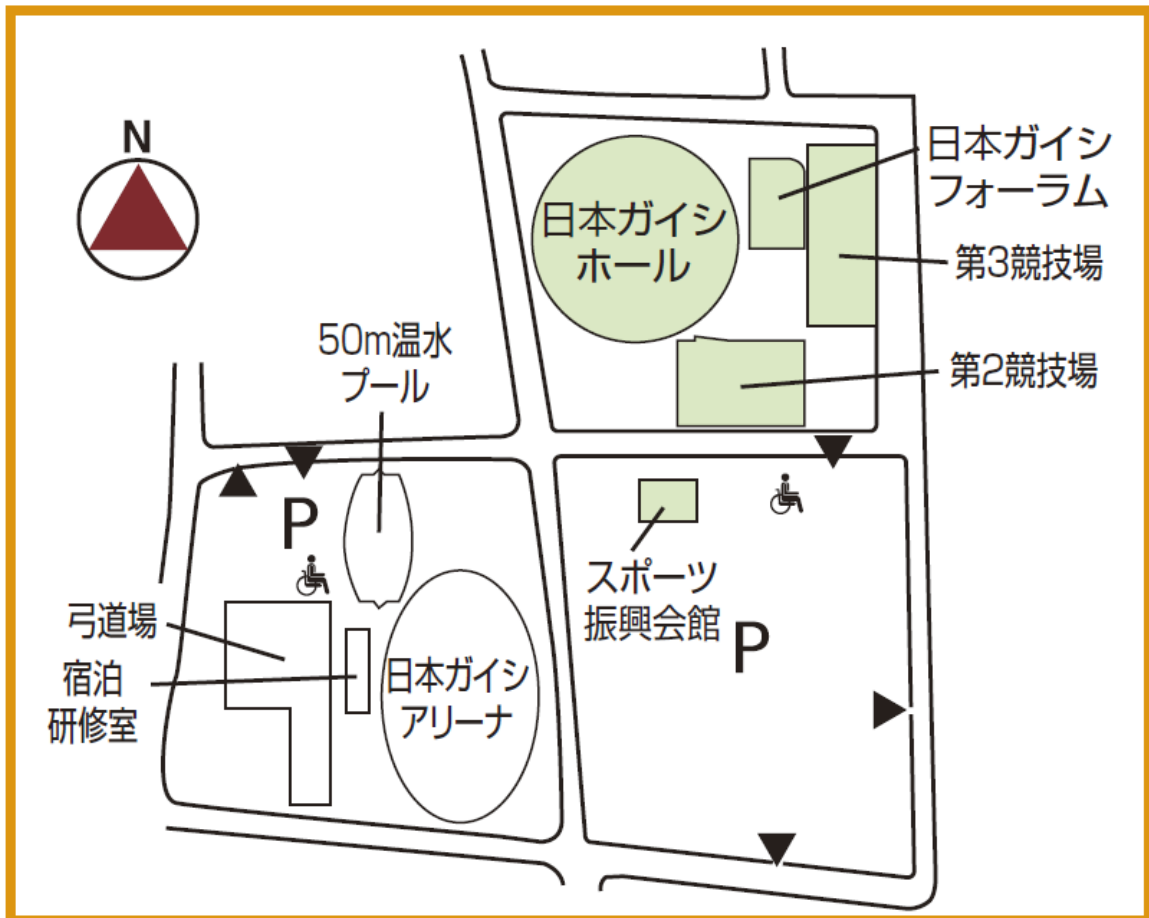 N
日本ガイシ
ホール
日本ガイシ
フォーラム
第3競技場
第2競技場
50m温水
プール
P
弓道場
宿泊
研修室
日本ガイシ
アリーナ
スポーツ
振興会館
P